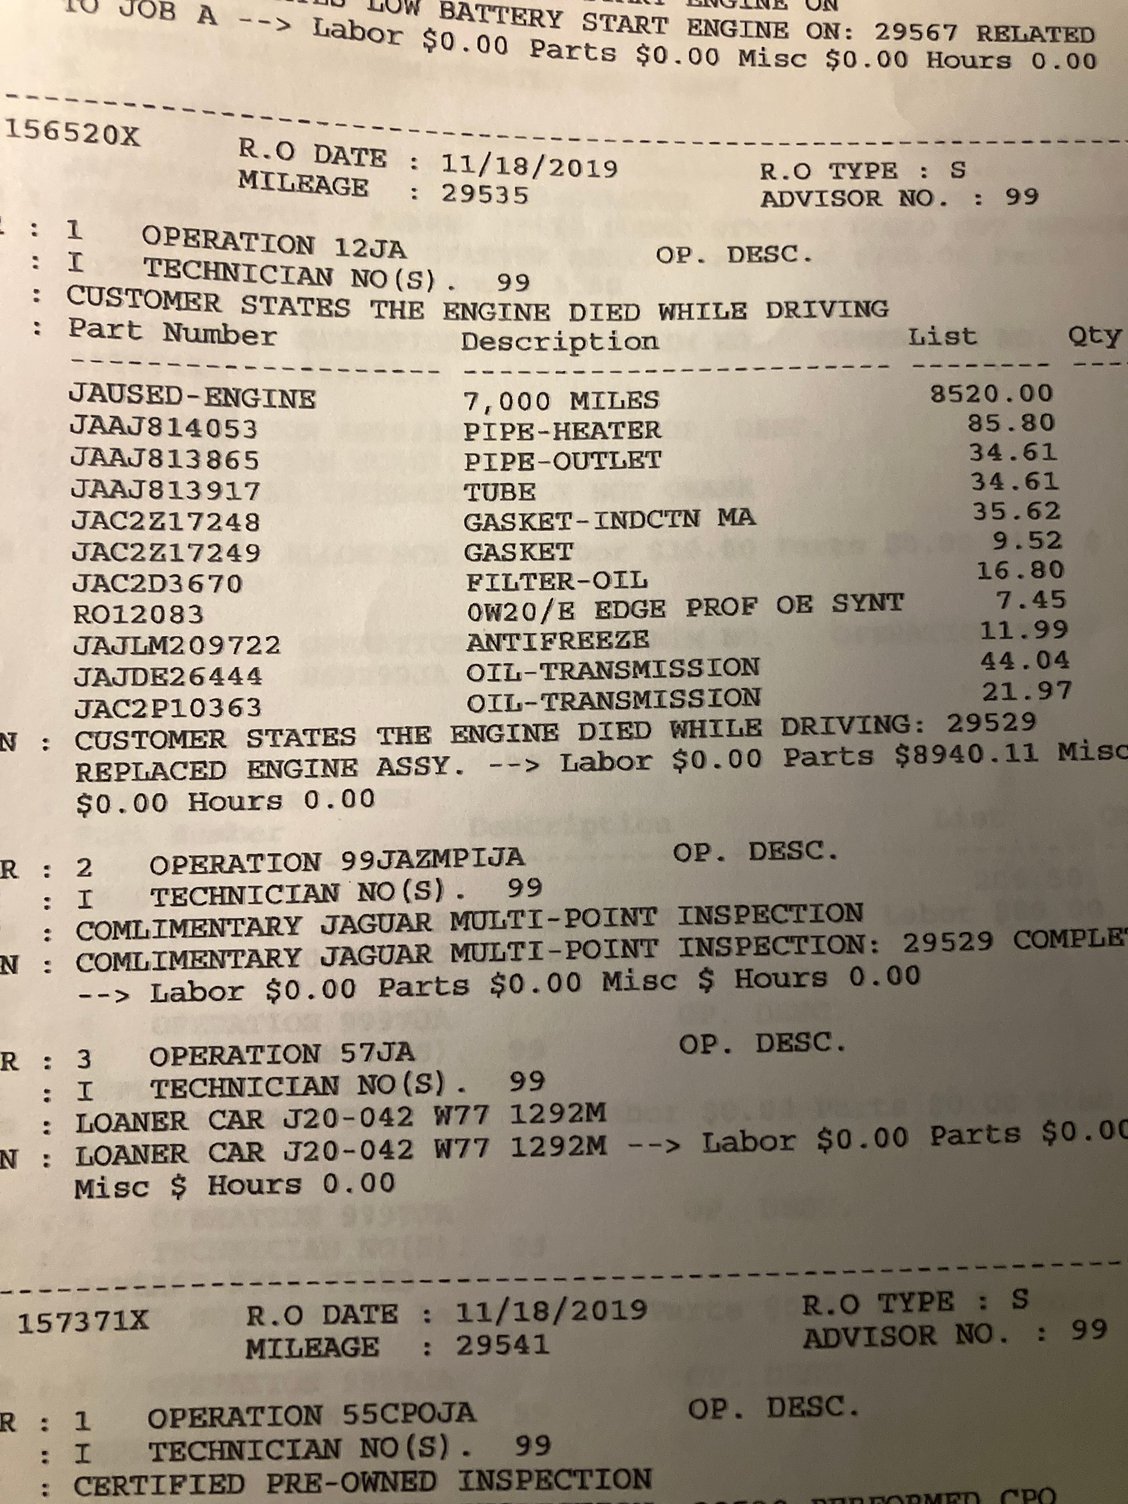 ENGINE ON
LOW BATTERY START ENGINE ON: 29567 RELATED
TO JOB A --> Labor $0.00 Parts $0.00 Misc $0.00 Hours 0.00
156520X R.O DATE : 11/18/2019 R.O TYPE : S
MILEAGE : 29535 ADVISOR NO. : 99
: 1 OPERATION 12JA OP. DESC.
: I TECHNICIAN NO(S). 99
: CUSTOMER STATES THE ENGINE DIED WHILE DRIVING
: Part Number Description List Qty
JAUSED-ENGINE 7,000 MILES 8520.00
JAAJ814053 PIPE-HEATER 85.80
JAAJ813865 PIPE-OUTLET 34.61
JAAJ813917 TUBE 34.61
JAC2Z17248 GASKET-INDCTN MA 35.62
JAC2Z17249 GASKET 9.52
JAC2D3670 FILTER-OIL 16.80
RO12083 0W20/E EDGE PROF OE SYNT 7.45
JAJLM209722 ANTIFREEZE 11.99
JAJDE26444 OIL-TRANSMISSION 44.04
JAC2P10363 OIL-TRANSMISSION 21.97
N : CUSTOMER STATES THE ENGINE DIED WHILE DRIVING: 29529
REPLACED ENGINE ASSY. --> Labor $0.00 Parts $8940.11 Misc
$0.00 Hours 0.00
R : 2 OPERATION 99JAZMPIJA OP. DESC.
: I TECHNICIAN NO(S). 99
: COMLIMENTARY JAGUAR MULTI-POINT INSPECTION
N : COMLIMENTARY JAGUAR MULTI-POINT INSPECTION: 29529 COMPLET
--> Labor $0.00 Parts $0.00 Misc $ Hours 0.00
R : 3 OPERATION 57JA OP. DESC.
: I TECHNICIAN NO(S). 99
: LOANER CAR J20-042 W77 1292M
N : LOANER CAR J20-042 W77 1292M --> Labor $0.00 Parts $0.00
Misc $ Hours 0.00
157371X R.O DATE : 11/18/2019 R.O TYPE : S
MILEAGE : 29541 ADVISOR NO. : 99
R : 1 OPERATION 55CPOJA OP. DESC.
: I TECHNICIAN NO(S). 99
: CERTIFIED PRE-OWNED INSPECTION
PERFORMED CPO